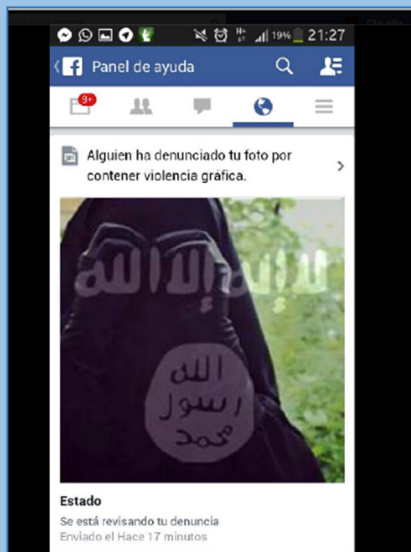 19% 21:27
Panel de ayuda
9+
Alguien ha denunciado tu foto por
contener violencia gráfica.
لا إله إلا الله
الله
رسول
محمد
Estado
Se está revisando tu denuncia
Enviado el Hace 17 minutos